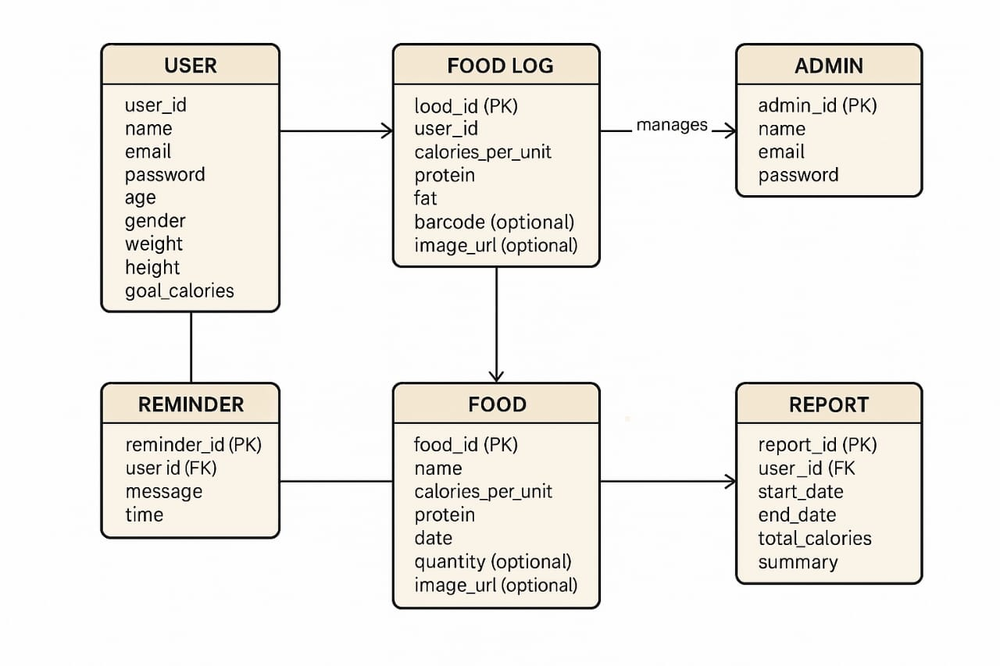 USER
user_id
name
email
password
age
gender
weight
height
goal_calories
FOOD LOG
lood_id (PK)
user_id
calories_per_unit
protein
fat
barcode (optional)
image_url (optional)
manages
ADMIN
admin_id (PK)
name
email
password
REMINDER
reminder_id (PK)
user id (FK)
message
time
FOOD
food_id (PK)
name
calories_per_unit
protein
date
quantity (optional)
image_url (optional)
REPORT
report_id (PK)
user_id (FK
start_date
end_date
total_calories
summary